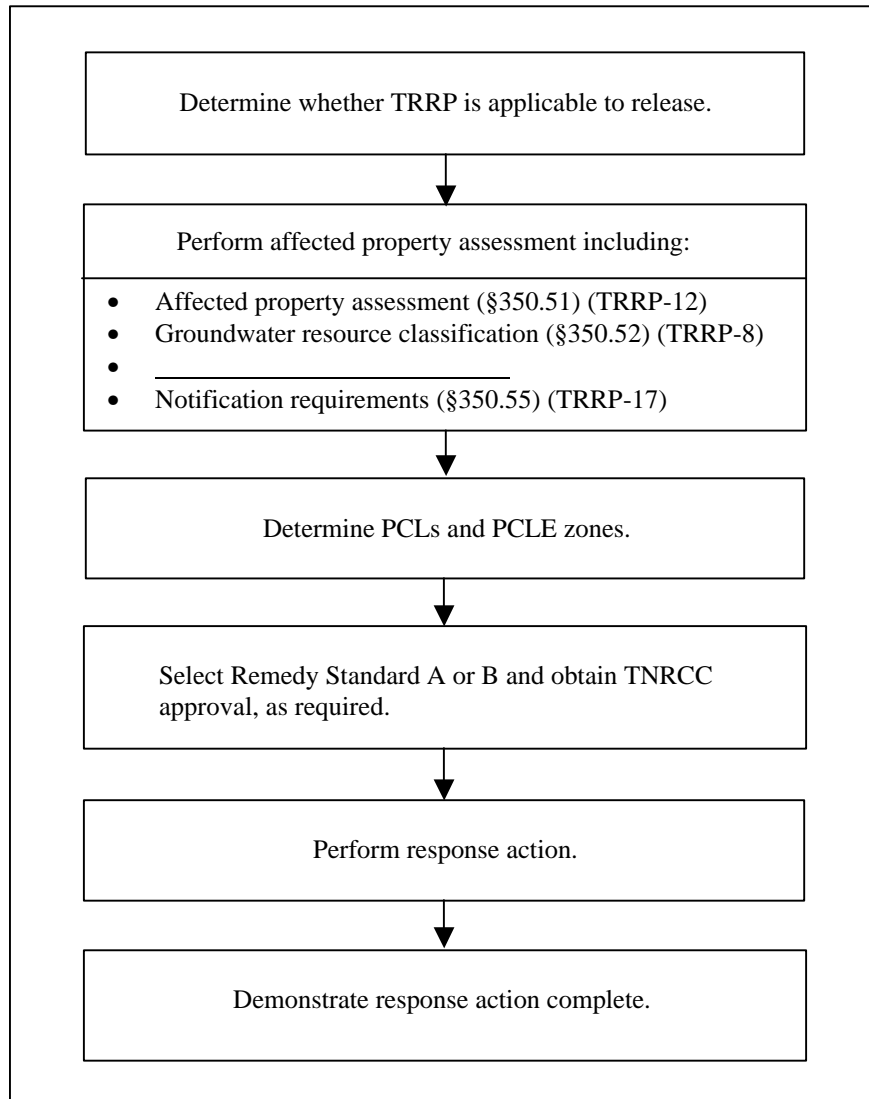 Determine whether TRRP is applicable to release.
Perform affected property assessment including:
• Affected property assessment (§350.51) (TRRP-12)
• Groundwater resource classification (§350.52) (TRRP-8)
• __________________________
• Notification requirements (§350.55) (TRRP-17)
Determine PCLs and PCLE zones.
Select Remedy Standard A or B and obtain TNRCC
approval, as required.
Perform response action.
Demonstrate response action complete.